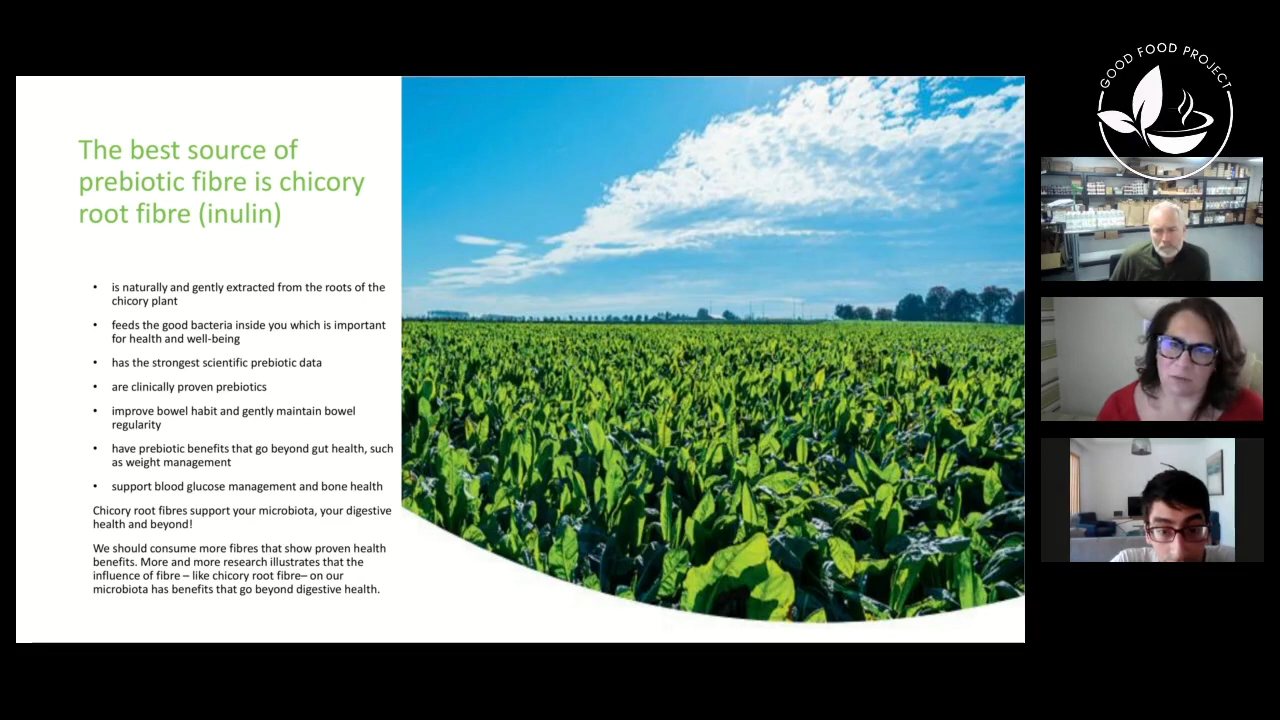 The best source of
prebiotic fibre is chicory
root fibre (inulin)
• is naturally and gently extracted from the roots of the
chicory plant
• feeds the good bacteria inside you which is important
for health and well-being
• has the strongest scientific prebiotic data
• are clinically proven prebiotics
• improve bowel habit and gently maintain bowel
regularity
• have prebiotic benefits that go beyond gut health, such
as weight management
• support blood glucose management and bone health
Chicory root fibres support your microbiota, your digestive
health and beyond!
We should consume more fibres that show proven health
benefits. More and more research illustrates that the
influence of fibre – like chicory root fibre– on our
microbiota has benefits that go beyond digestive health.
GOOD FOOD PROJECT